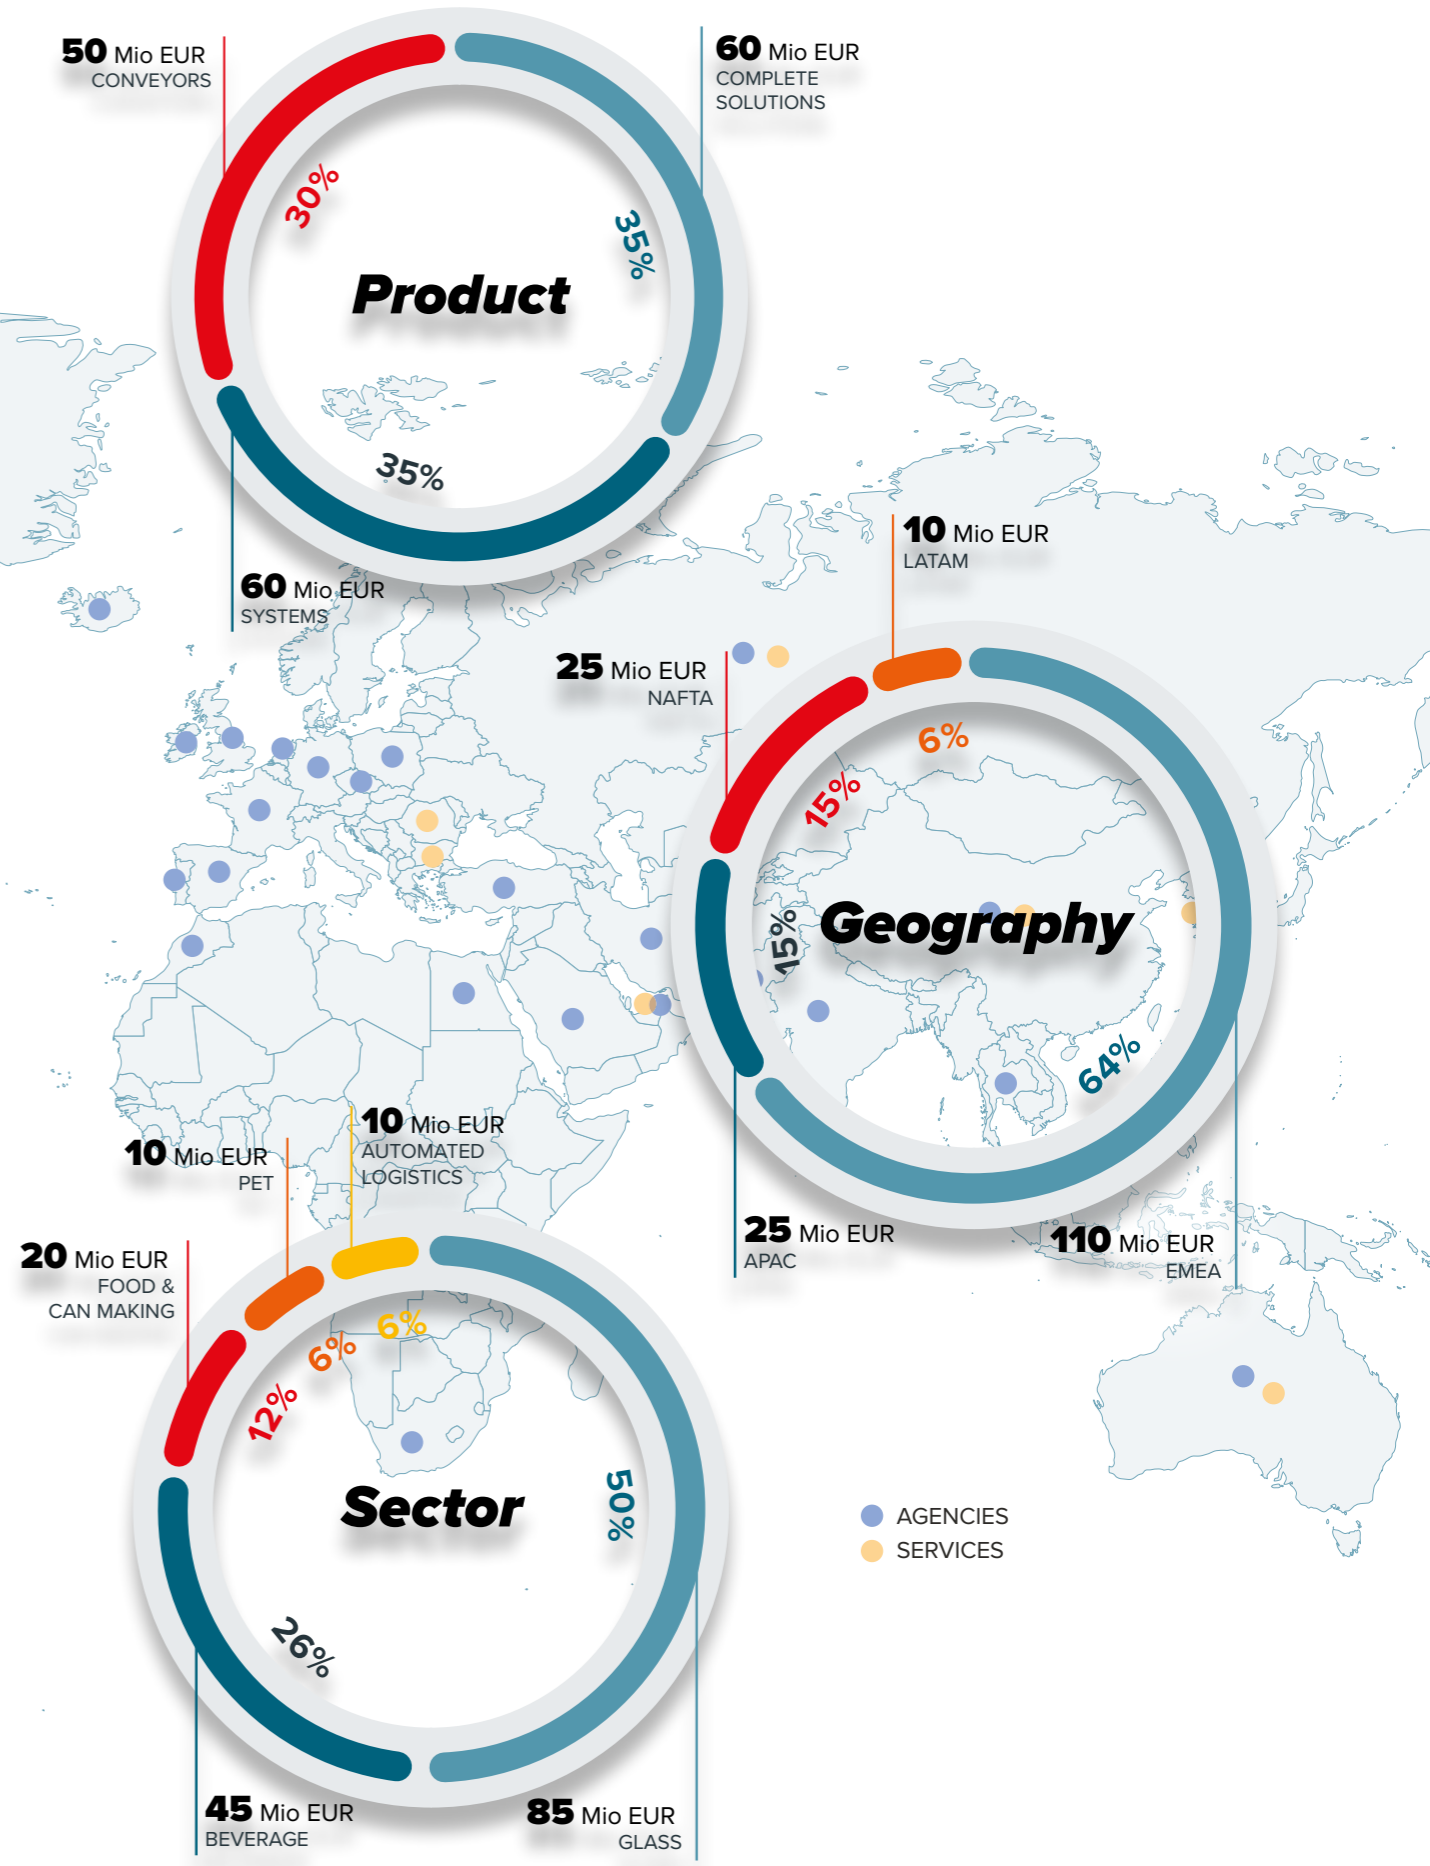 50 Mio EUR
CONVEYORS
60 Mio EUR
COMPLETE
SOLUTIONS
30%
35%
Product
35%
60 Mio EUR
SYSTEMS
10 Mio EUR
LATAM
25 Mio EUR
NAFTA
6%
15%
15%
Geography
64%
25 Mio EUR
APAC
110 Mio EUR
EMEA
10 Mio EUR
AUTOMATED
LOGISTICS
10 Mio EUR
PET
20 Mio EUR
FOOD &
CAN MAKING
6%
6%
12%
50%
Sector
26%
45 Mio EUR
BEVERAGE
85 Mio EUR
GLASS
AGENCIES
SERVICES